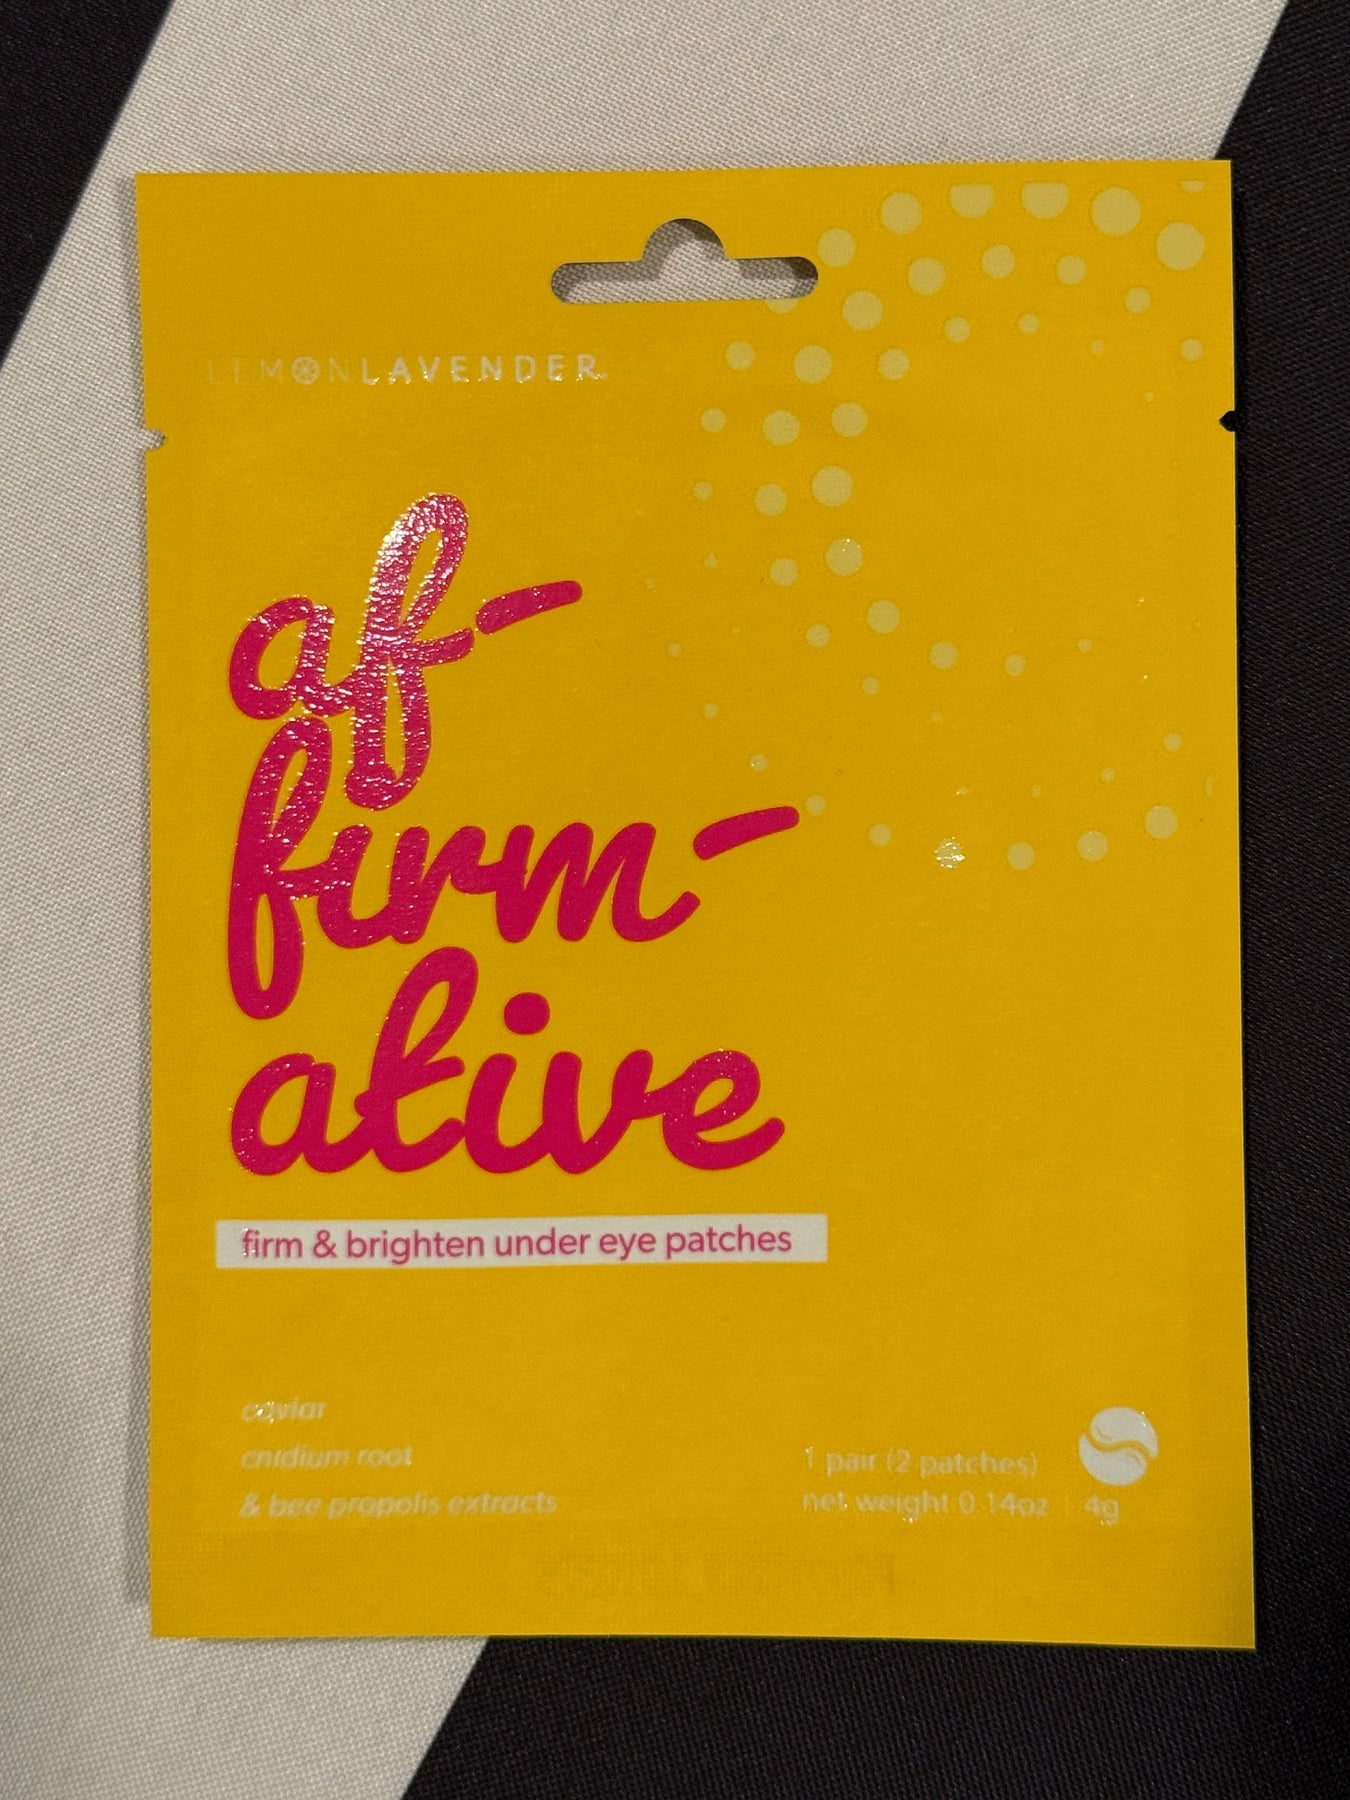 LEMONLAVENDER
af-
firm-
ative
firm & brighten under eye patches
caviar
cnidium root
& bee propolis extracts
1 pair (2 patches)
net weight 0.14oz | 4g